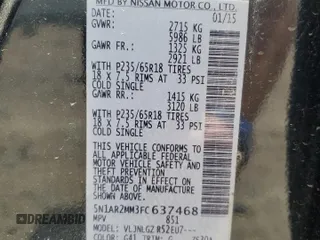 MFD BY NISSAN MOTOR CO., LTD.
01/15
GVWR: 2715 KG
5986 LB
GAWR FR: 1325 KG
2921 LB
WITH P235/65R18 TIRES
18 X 7.5 RIMS AT 33 PSI
COLD SINGLE
GAWR RR: 1415 KG
3120 LB
WITH P235/65R18 TIRES
18 X 7.5 RIMS AT 33 PSI
COLD SINGLE
THIS VEHICLE CONFORMS TO ALL
APPLICABLE FEDERAL MOTOR
VEHICLE SAFETY AND THEFT
PREVENTION STANDARDS IN
EFFECT ON THE DATE OF
MANUFACTURE SHOWN ABOVE.
5N1AR2MM3FC637468
MPV 851